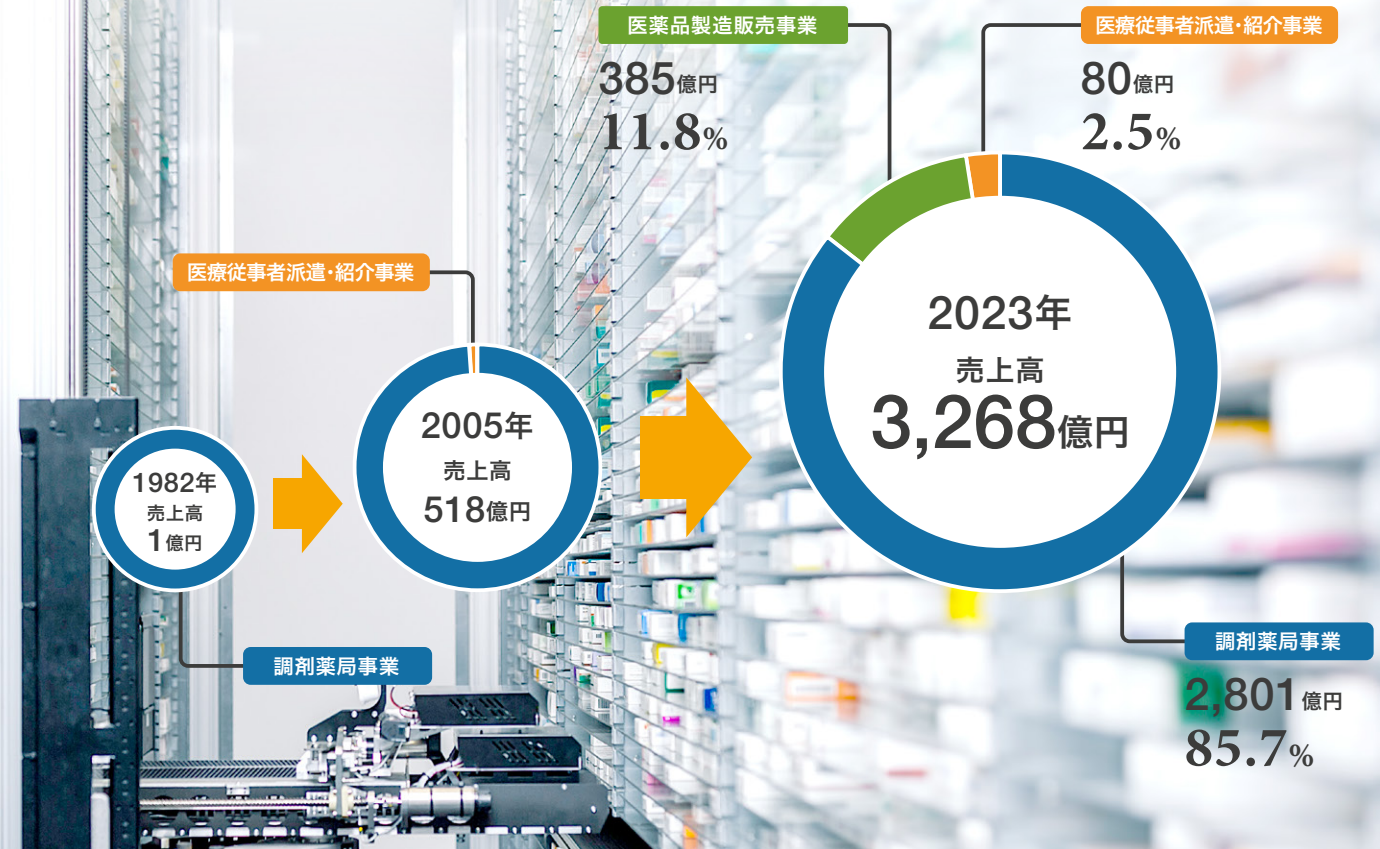 医薬品製造販売事業
385億円
11.8%
医療従事者派遣・紹介事業
80億円
2.5%
医療従事者派遣・紹介事業
1982年
売上高
1億円
2005年
売上高
518億円
2023年
売上高
3,268億円
調剤薬局事業
調剤薬局事業
2,801億円
85.7%